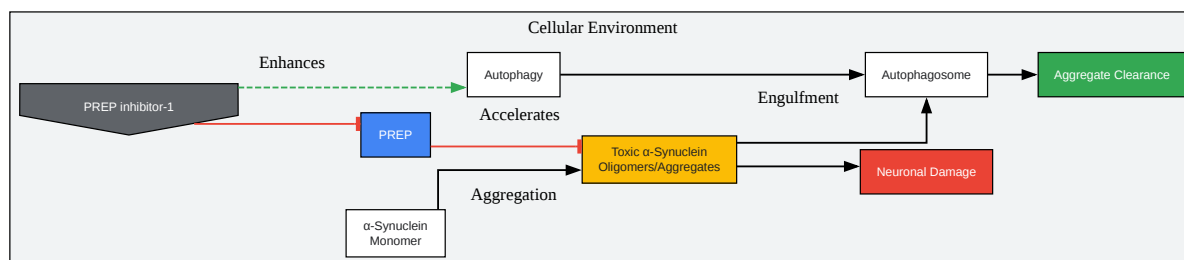 Cellular Environment
Enhances
Autophagy
Autophagosome
Aggregate Clearance
PREP inhibitor-1
Accelerates
Engulfment
PREP
Toxic α-Synuclein
Oligomers/Aggregates
Neuronal Damage
Aggregation
α-Synuclein
Monomer